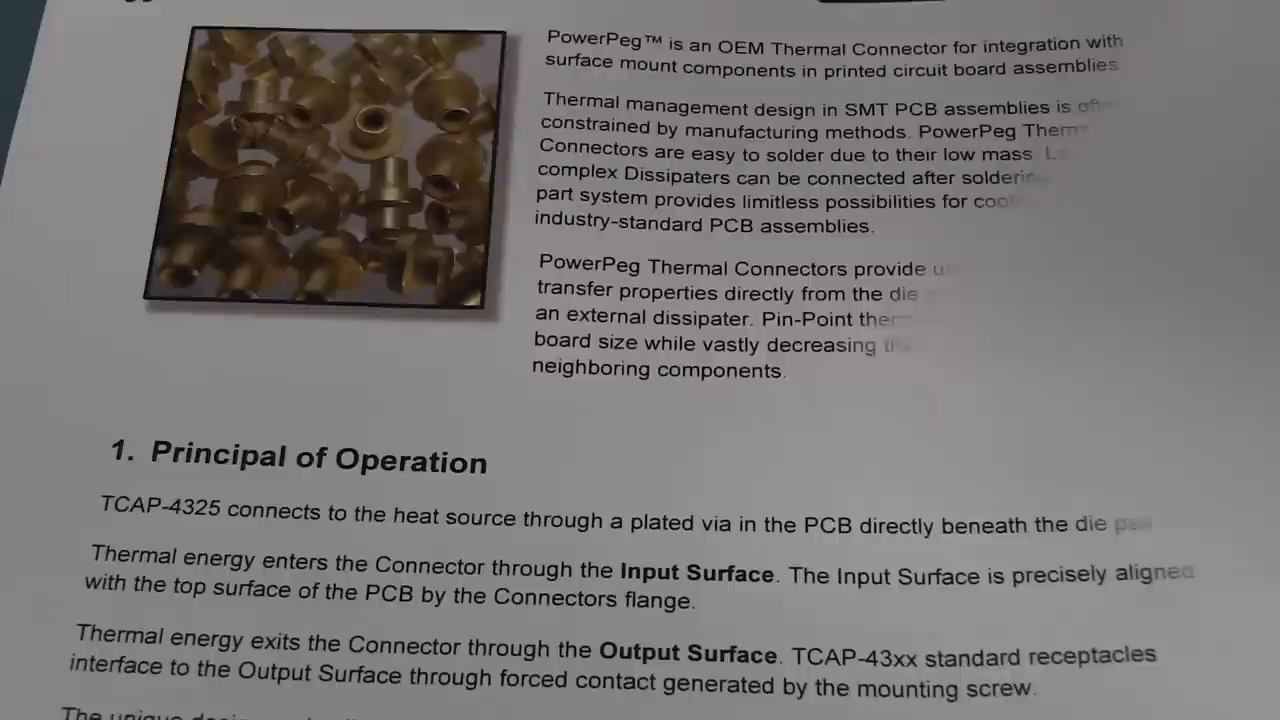 PowerPeg™ is an OEM Thermal Connector for integration with
surface mount components in printed circuit board assemblies
Thermal management design in SMT PCB assemblies is
constrained by manufacturing methods. PowerPeg
Connectors are easy to solder due to their low mass.
complex Dissipaters can be connected after
part system provides limitless possibilities for
industry-standard PCB assemblies.
PowerPeg Thermal Connectors provide
transfer properties directly from the die
an external dissipater. Pin-Point
board size while vastly decreasing
neighboring components.
1. Principal of Operation
TCAP-4325 connects to the heat source through a plated via in the PCB directly beneath the die
Thermal energy enters the Connector through the Input Surface. The Input Surface is precisely aligned
with the top surface of the PCB by the Connectors flange.
Thermal energy exits the Connector through the Output Surface. TCAP-43xx standard receptacles
interface to the Output Surface through forced contact generated by the mounting screw.
The unique